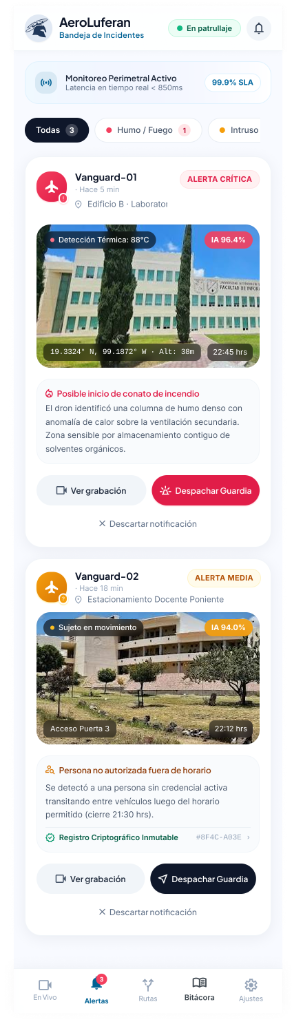 AeroLuferan
Bandeja de Incidentes
En patrullaje
Monitoreo Perimetral Activo
Latencia en tiempo real < 850ms
99.9% SLA
Todas 3
Humo / Fuego 1
Intruso
Vanguard-01
· Hace 5 min
Edificio B - Laborator
ALERTA CRÍTICA
Detección Térmica: 88°C
IA 96.4%
19.3324° N, 99.1872° W · Alt: 38m
22:45 hrs
Posible inicio de conato de incendio
El dron identificó una columna de humo denso con
anomalía de calor sobre la ventilación secundaria.
Zona sensible por almacenamiento contiguo de
solventes orgánicos.
Ver grabación
Despachar Guardia
× Descartar notificación
Vanguard-02
· Hace 18 min
Estacionamiento Docente Poniente
ALERTA MEDIA
Sujeto en movimiento
IA 94.0%
Acceso Puerta 3
22:12 hrs
Persona no autorizada fuera de horario
Se detectó a una persona sin credencial activa
transitando entre vehículos luego del horario
permitido (cierre 21:30 hrs).
Registro Criptográfico Inmutable
#8F4C-A93E >
Ver grabación
Despachar Guardia
× Descartar notificación
En Vivo
3
Alertas
Rutas
Bitácora
Ajustes